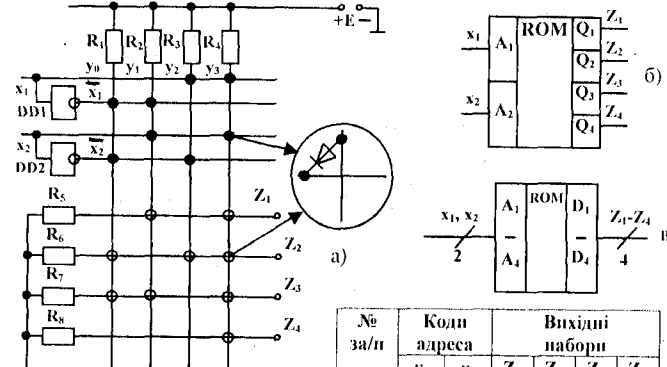 +E−
R₁ R₂ R₃ R₄
y₀ y₁ y₂ y₃
x₁
x̄₁
DD1
x₂
x̄₂
DD2
R₅
Z₁
R₆
Z₂
R₇
Z₃
R₈
Z₄
а)
x₁ A₁ ROM Q₁ Z₁
Q₂ Z₂
x₂ A₂ Q₃ Z₃
Q₄ Z₄
б)
x₁, x₂ A₁ ROM D₁ Z₁-Z₄
2 A₄ D₄ 4
№ Коди Вихідні
за/п адреса набори